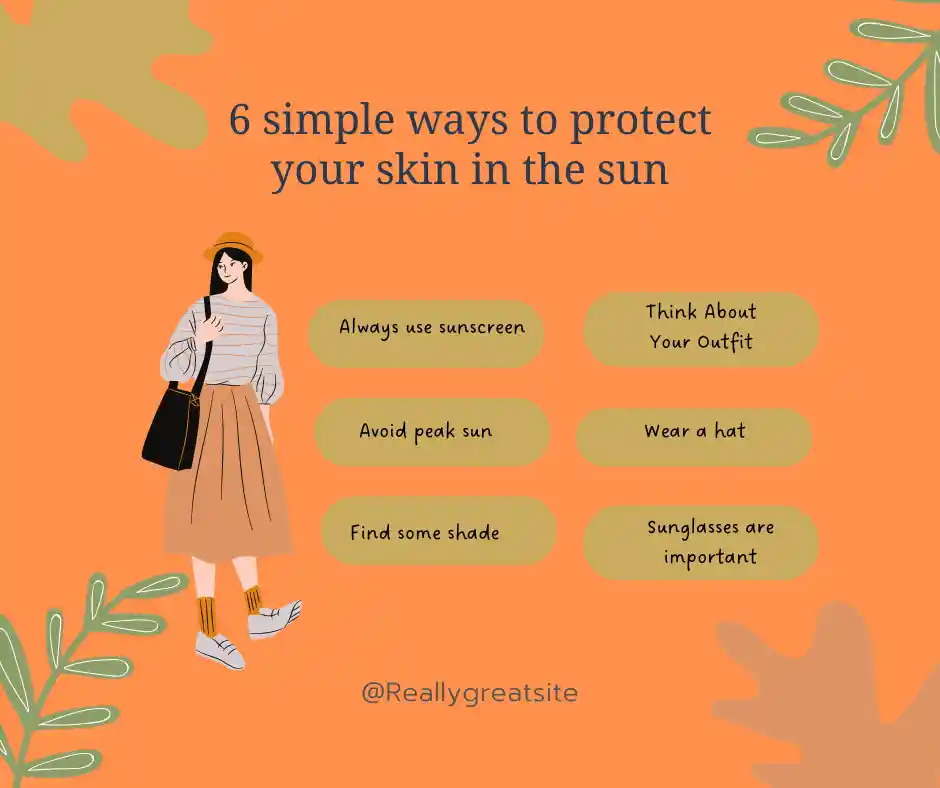 6 simple ways to protect
your skin in the sun
Always use sunscreen
Think About
Your Outfit
Avoid peak sun
Wear a hat
Find some shade
Sunglasses are
important
@Reallygreatsite